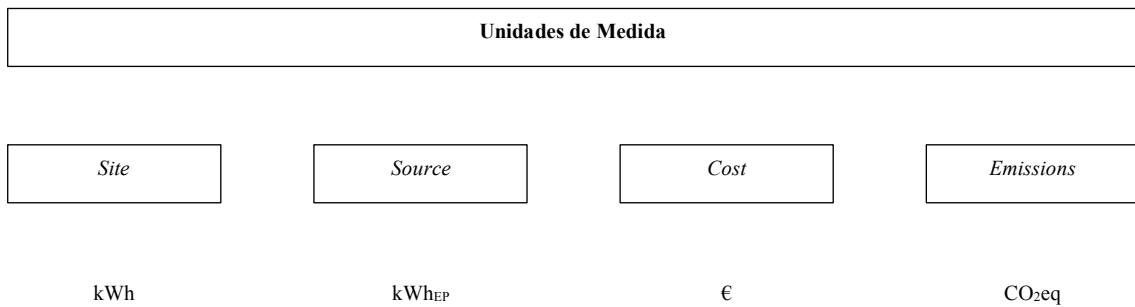 Unidades de Medida
Site Source Cost Emissions
kWh kWhEP € CO₂eq